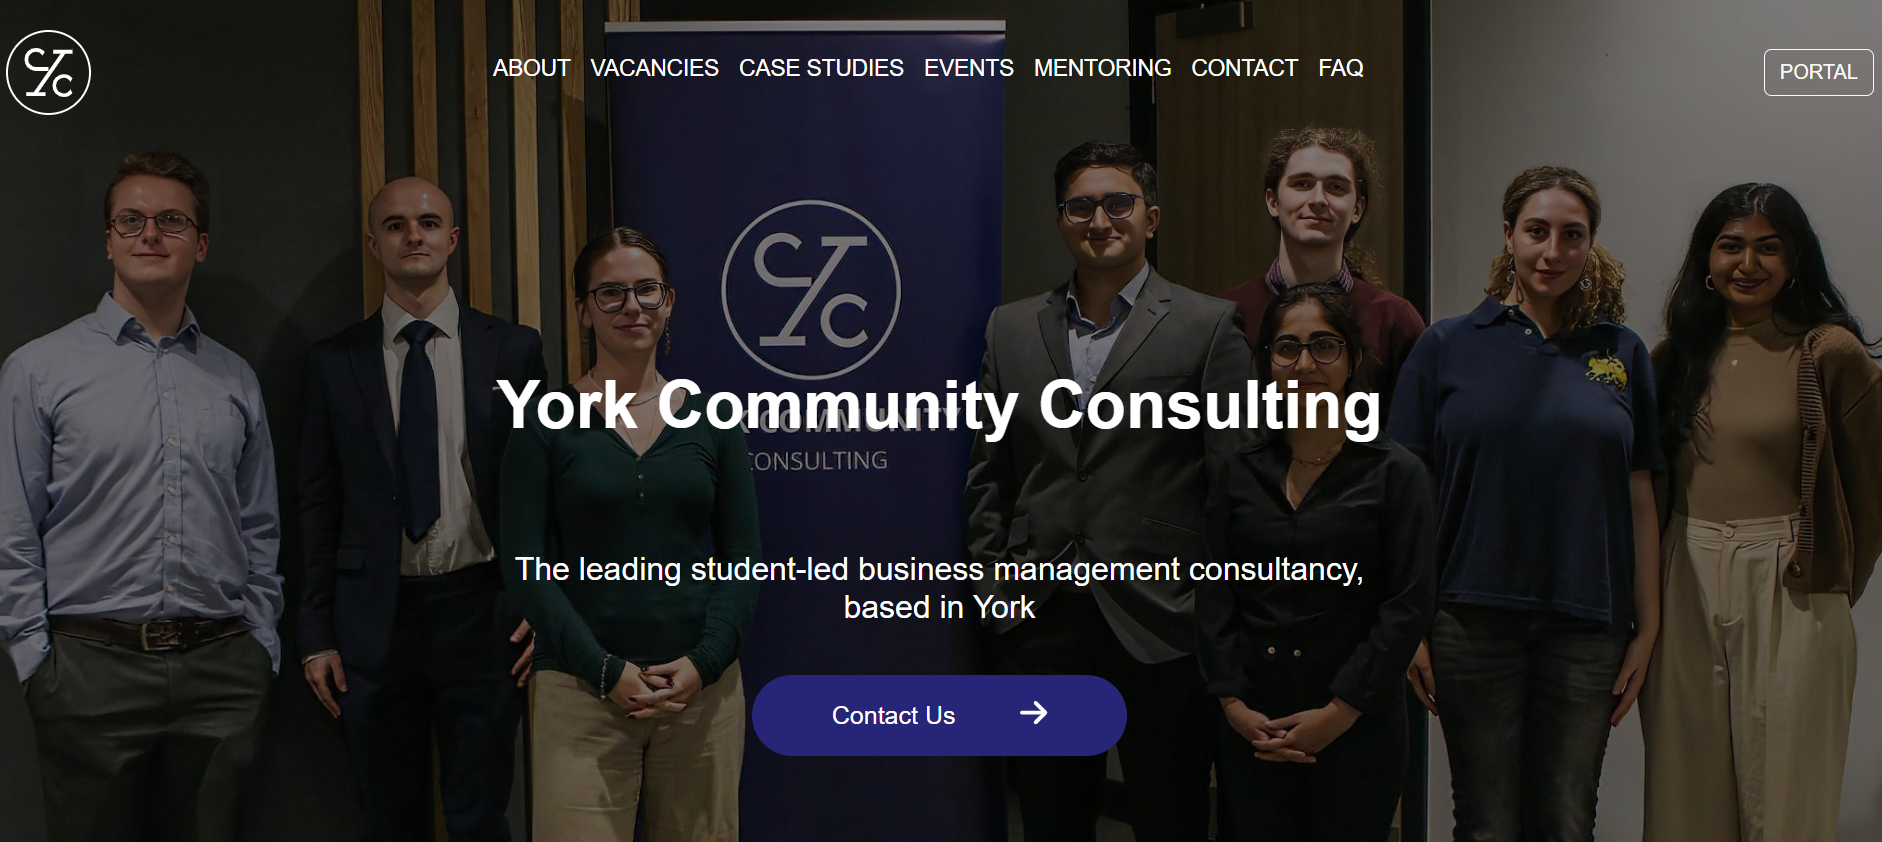 CYC
ABOUT VACANCIES CASE STUDIES EVENTS MENTORING CONTACT FAQ
PORTAL
CYC
York Community Consulting
COMMUNITY
CONSULTING
The leading student-led business management consultancy,
based in York
Contact Us